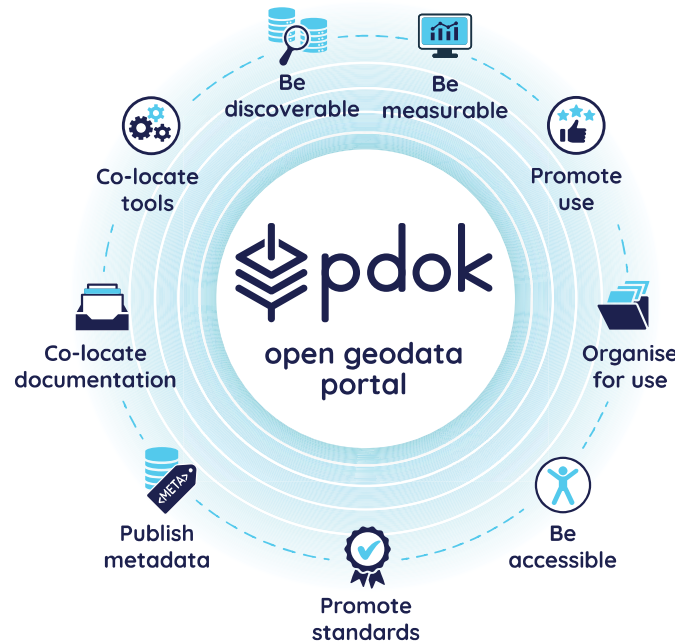 Be
discoverable
Be
measurable
Co-locate
tools
Promote
use
pdok
open geodata
portal
Co-locate
documentation
Organise
for use
<META>
Publish
metadata
Be
accessible
Promote
standards